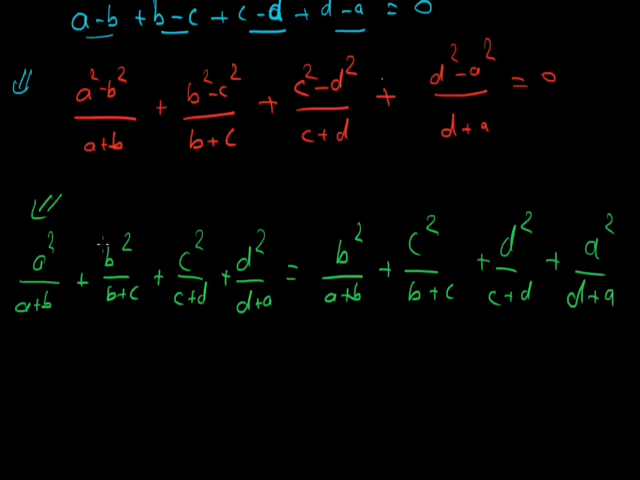 a-b + b-c + c-d + d-a = 0
a²-b²/a+b + b²-c²/b+c + c²-d²/c+d + d²-a²/d+a = 0
a²/a+b + b²/b+c + c²/c+d + d²/d+a = b²/a+b + c²/b+c + d²/c+d + a²/d+a